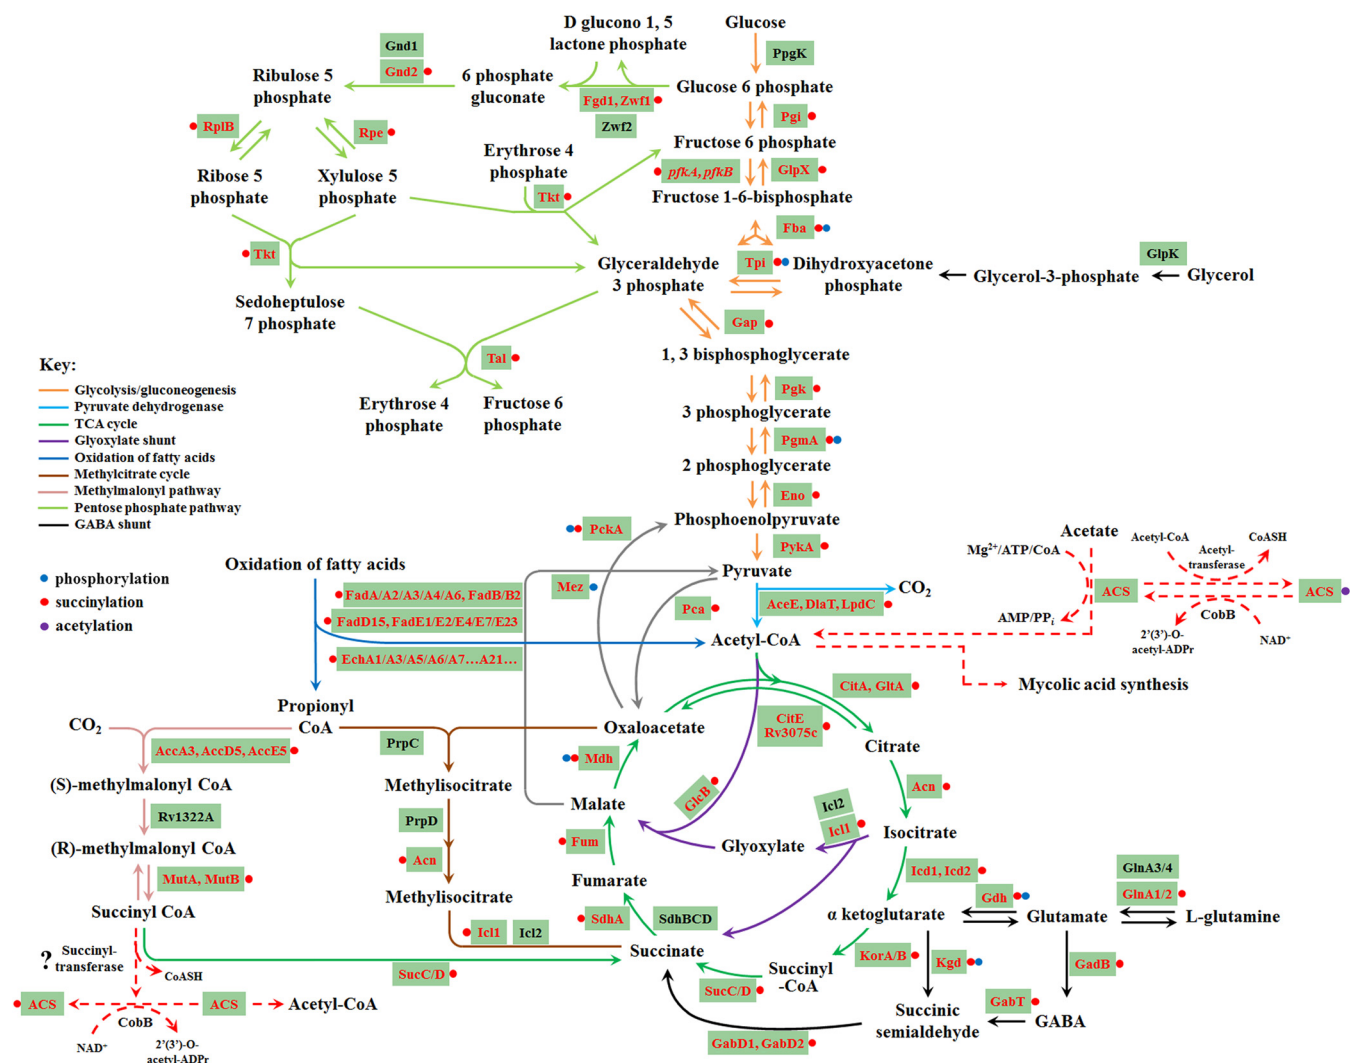 D glucono 1, 5
lactone phosphate
Glucose
PpgK
Gnd1
Gnd2
Ribulose 5
phosphate
6 phosphate
gluconate
Glucose 6 phosphate
Fgd1, Zwf1
Zwf2
Pgi
RplB
Rpe
Erythrose 4
phosphate
Fructose 6 phosphate
pfkA, pfkB
GlpX
Ribose 5
phosphate
Xylulose 5
phosphate
Tkt
Fructose 1-6-bisphosphate
Fba
Tkt
Glyceraldehyde
3 phosphate
Tpi
Dihydroxyacetone
phosphate
Glycerol-3-phosphate
GlpK
Glycerol
Sedoheptulose
7 phosphate
Gap
1, 3 bisphosphoglycerate
Tal
Key:
Glycolysis/gluconeogenesis
Pyruvate dehydrogenase
TCA cycle
Glyoxylate shunt
Oxidation of fatty acids
Methylcitrate cycle
Methylmalonyl pathway
Pentose phosphate pathway
GABA shunt
Erythrose 4
phosphate
Fructose 6
phosphate
Pgk
3 phosphoglycerate
PgmA
2 phosphoglycerate
Eno
Phosphoenolpyruvate
PckA
PykA
Pyruvate
Mez
Pca
AceE, DlaT, LpdC
CO2
Acetyl-CoA
phosphorylation
succinylation
acetylation
Oxidation of fatty acids
FadA/A2/A3/A4/A6, FadB/B2
FadD15, FadE1/E2/E4/E7/E23
EchA1/A3/A5/A6/A7...A21...
Acetate
Mg2+/ATP/CoA
Acetyl-CoA
CoASH
Acetyl-
transferase
ACS
ACS
CobB
AMP/PPi
2’(3’)-O-
acetyl-ADPr
NAD+
Mycolic acid synthesis
Propionyl
CoA
CO2
AccA3, AccD5, AccE5
PrpC
Oxaloacetate
CitA, GltA
CitE
Rv3075c
Citrate
Mdh
(S)-methylmalonyl CoA
Methylisocitrate
Malate
GlcB
Acn
Rv1322A
PrpD
Icl2
Icl1
Isocitrate
(R)-methylmalonyl CoA
Acn
Fum
Glyoxylate
MutA, MutB
Methylisocitrate
Fumarate
Icd1, Icd2
GlnA3/4
GlnA1/2
Gdh
Succinyl CoA
SdhA
SdhBCD
α ketoglutarate
Glutamate
L-glutamine
Icl1
Icl2
Succinate
KorA/B
Kgd
GadB
?
Succinyl-
transferase
CoASH
SucC/D
Succinyl
-CoA
SucC/D
ACS
ACS
Acetyl-CoA
CobB
NAD+
2’(3’)-O-
acetyl-ADPr
Succinic
semialdehyde
GabT
GABA
GabD1, GabD2